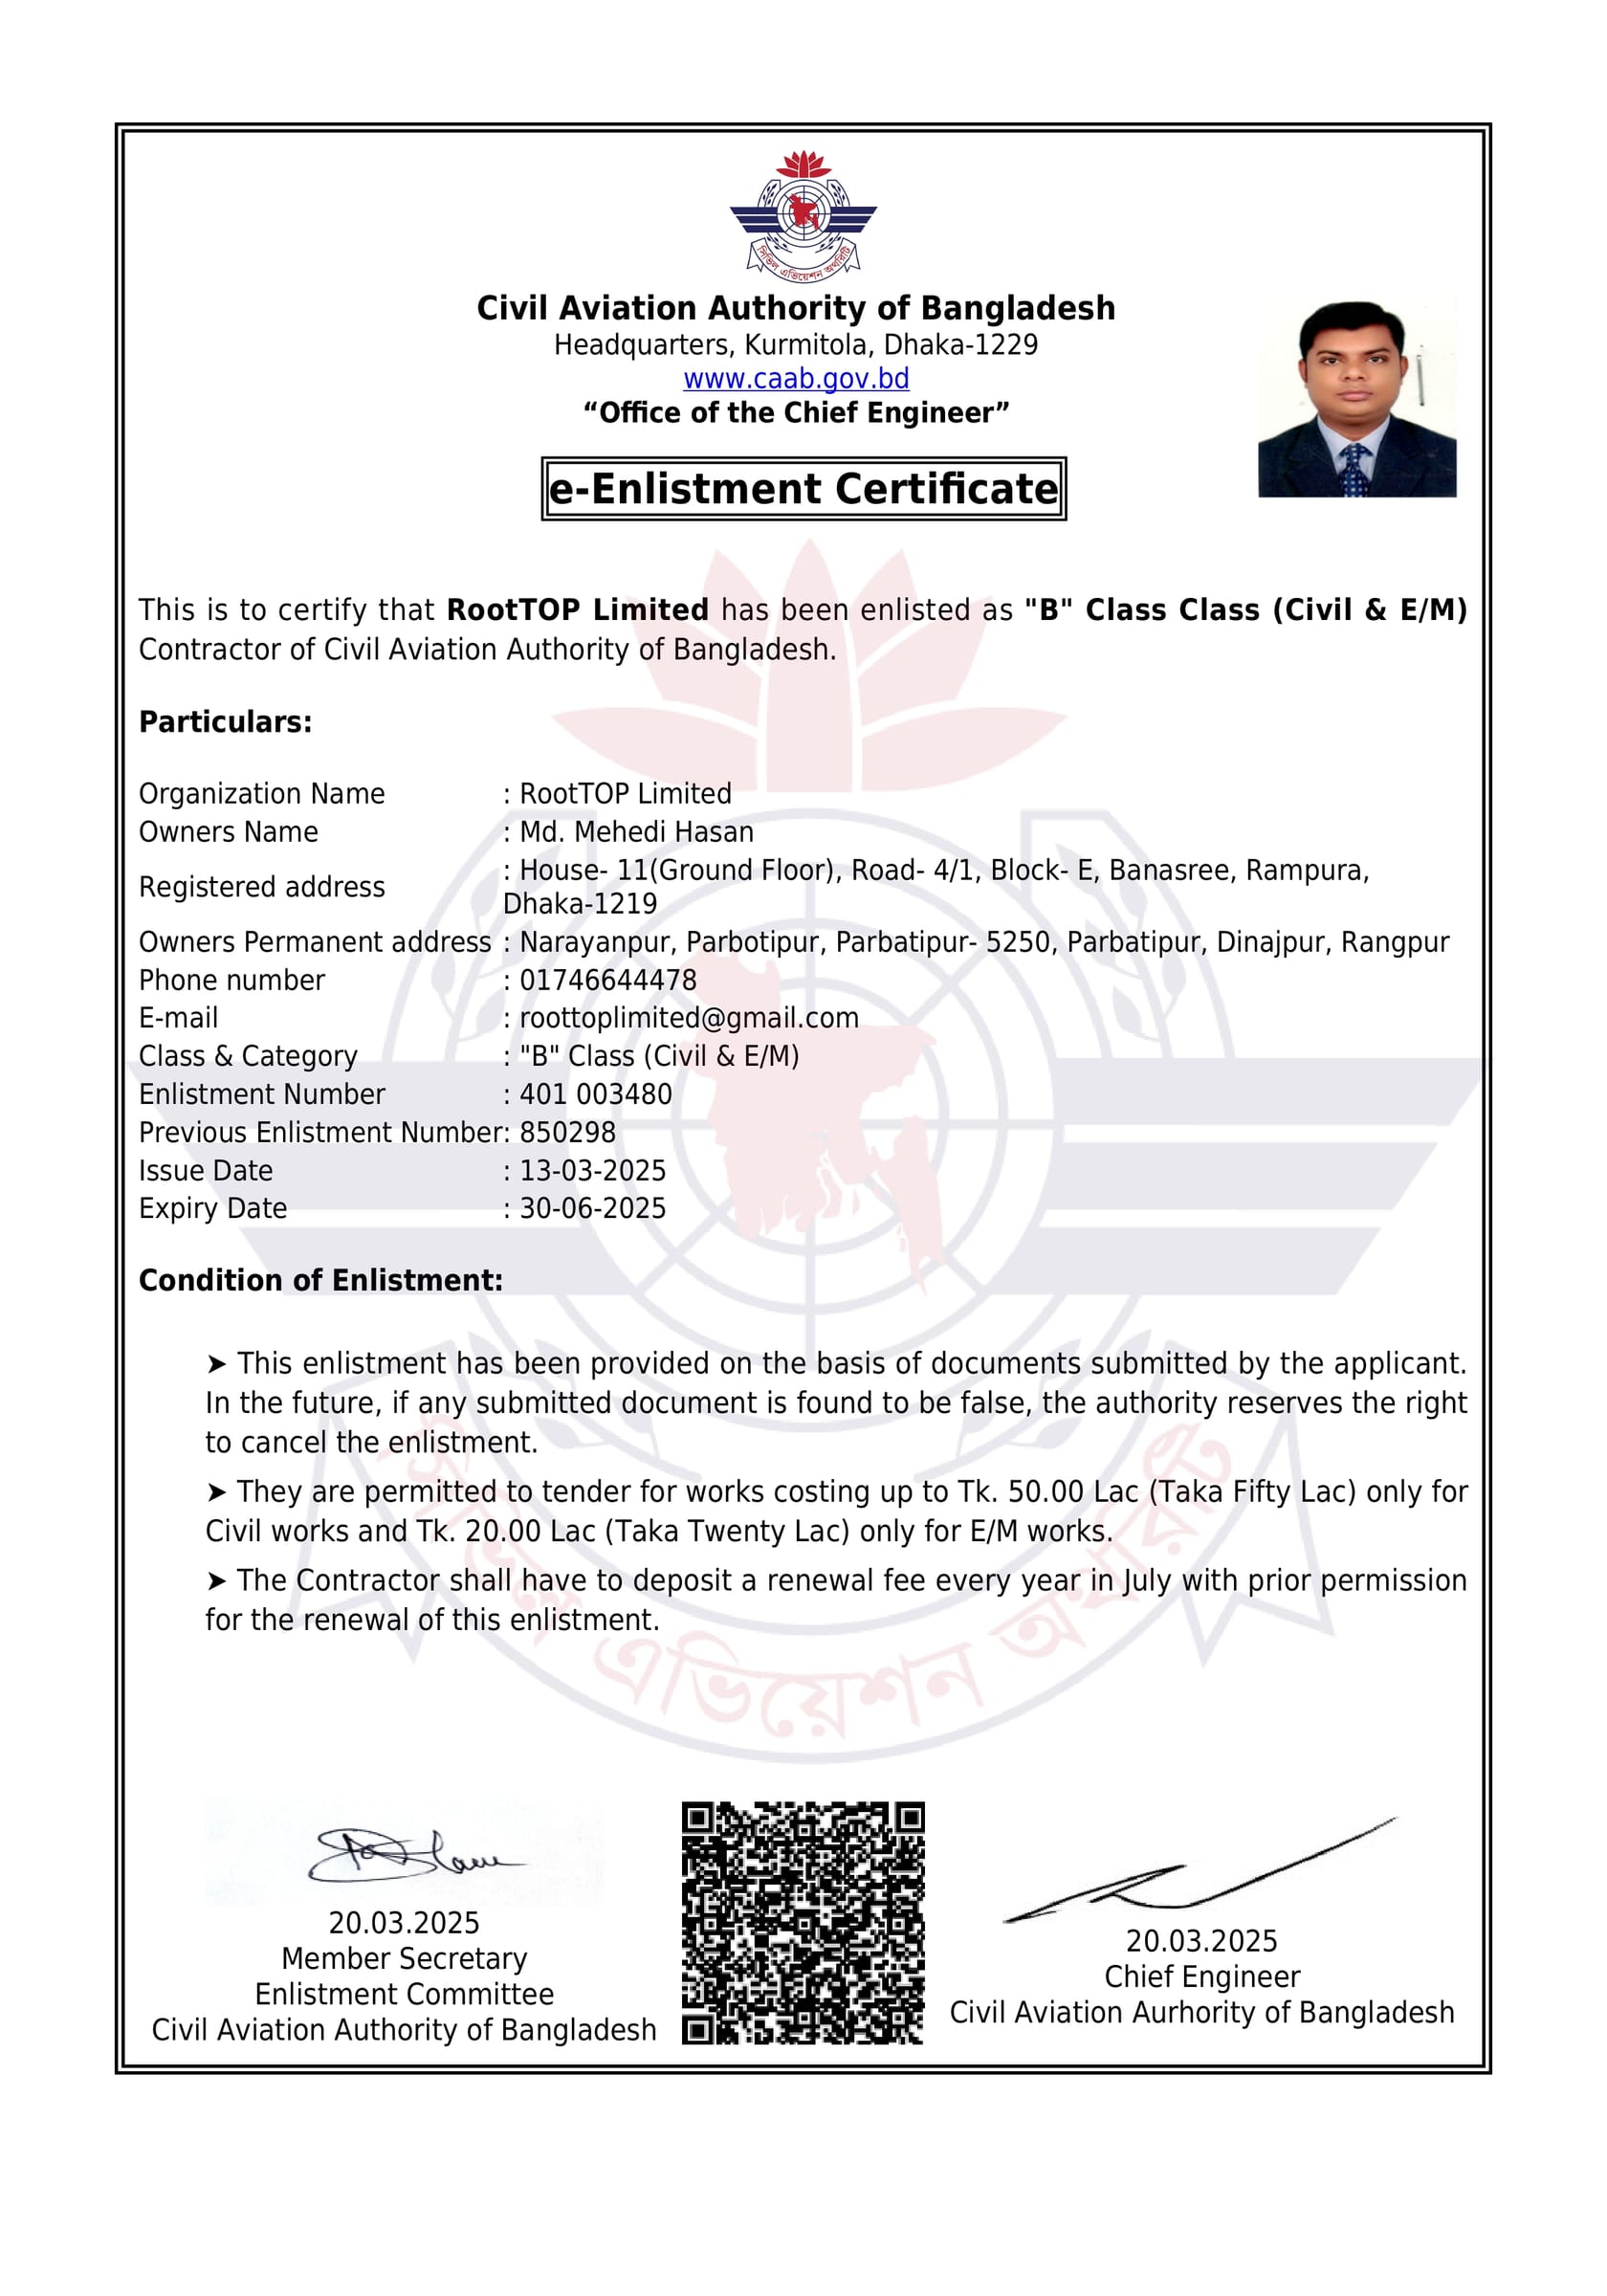 সিভিল এভিয়েশন অথরিটি
Civil Aviation Authority of Bangladesh
Headquarters, Kurmitola, Dhaka-1229
www.caab.gov.bd
“Office of the Chief Engineer”
e-Enlistment Certificate
This is to certify that RootTOP Limited has been enlisted as "B" Class Class (Civil & E/M)
Contractor of Civil Aviation Authority of Bangladesh.
Particulars:
Organization Name : RootTOP Limited
Owners Name : Md. Mehedi Hasan
Registered address : House- 11(Ground Floor), Road- 4/1, Block- E, Banasree, Rampura,
Dhaka-1219
Owners Permanent address : Narayanpur, Parbotipur, Parbatipur- 5250, Parbatipur, Dinajpur, Rangpur
Phone number : 01746644478
E-mail : roottoplimited@gmail.com
Class & Category : "B" Class (Civil & E/M)
Enlistment Number : 401 003480
Previous Enlistment Number: 850298
Issue Date : 13-03-2025
Expiry Date : 30-06-2025
Condition of Enlistment:
➤ This enlistment has been provided on the basis of documents submitted by the applicant.
In the future, if any submitted document is found to be false, the authority reserves the right
to cancel the enlistment.
➤ They are permitted to tender for works costing up to Tk. 50.00 Lac (Taka Fifty Lac) only for
Civil works and Tk. 20.00 Lac (Taka Twenty Lac) only for E/M works.
➤ The Contractor shall have to deposit a renewal fee every year in July with prior permission
for the renewal of this enlistment.
সিভিল এভিয়েশন অথরিটি
20.03.2025
Member Secretary
Enlistment Committee
Civil Aviation Authority of Bangladesh
20.03.2025
Chief Engineer
Civil Aviation Aurhority of Bangladesh